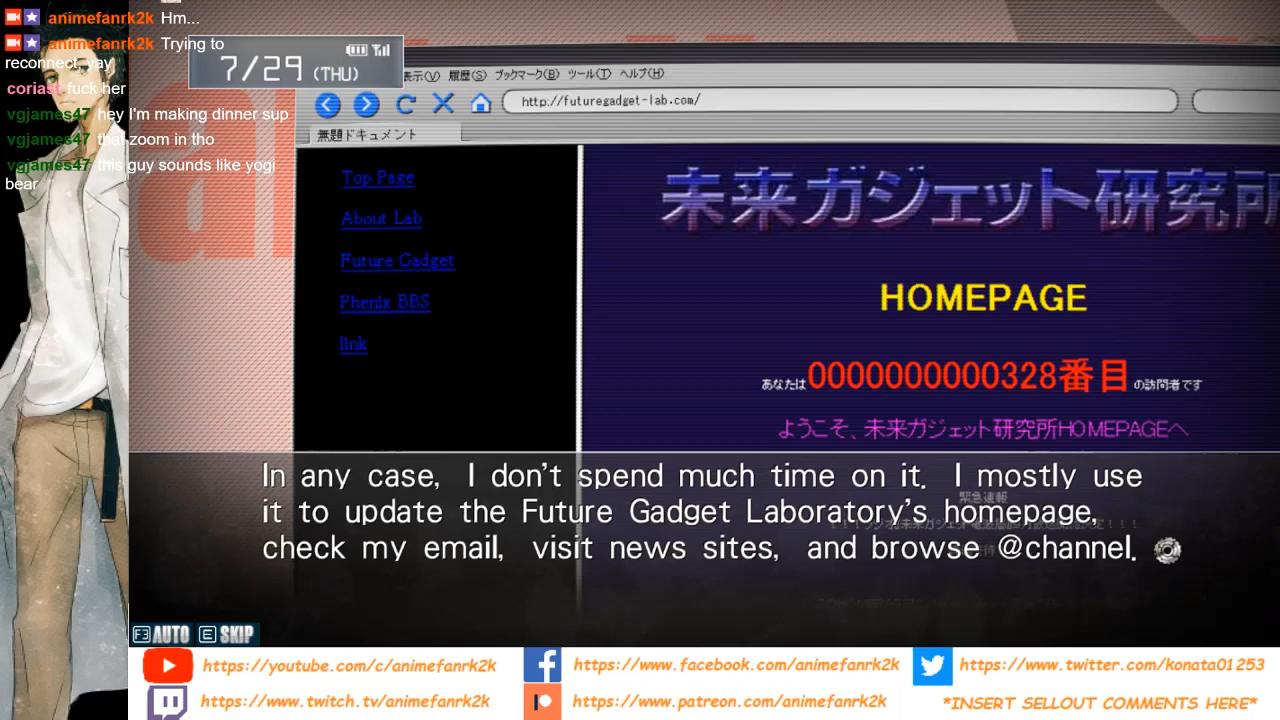 animefanrk2k Hm...
animefanrk2k Trying to
reconnect, yay
coriast fuck her
vgjames47 hey I'm making dinner sup
vgjames47 that zoom in tho
vgjames47 this guy sounds like yogi
bear
7/29 (THU)
表示(V) 履歴(S) ブックマーク(B) ツール(T) ヘルプ(H)
http://futuregadget-lab.com/
無題ドキュメント
Top Page
About Lab
Future Gadget
Phenix BBS
link
未来ガジェット研究所
HOMEPAGE
あなたは0000000000328番目の訪問者です
ようこそ、未来ガジェット研究所HOMEPAGEへ
緊急速報
In any case, I don't spend much time on it. I mostly use
it to update the Future Gadget Laboratory's homepage,
check my email, visit news sites, and browse @channel.
F3 AUTO E SKIP
https://youtube.com/c/animefanrk2k https://www.facebook.com/animefanrk2k https://www.twitter.com/konata01253
https://www.twitch.tv/animefanrk2k https://www.patreon.com/animefanrk2k *INSERT SELLOUT COMMENTS HERE*